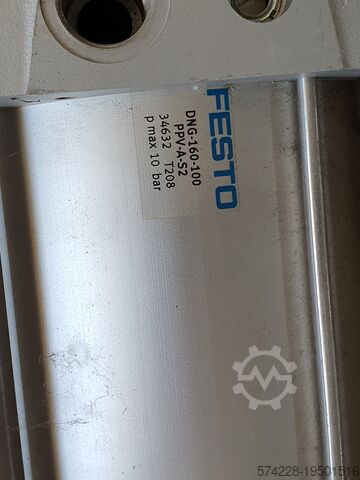 FESTO
DNG-160-100
PPV-A-S2
34632 T208
p max 10 bar
574228-19501516